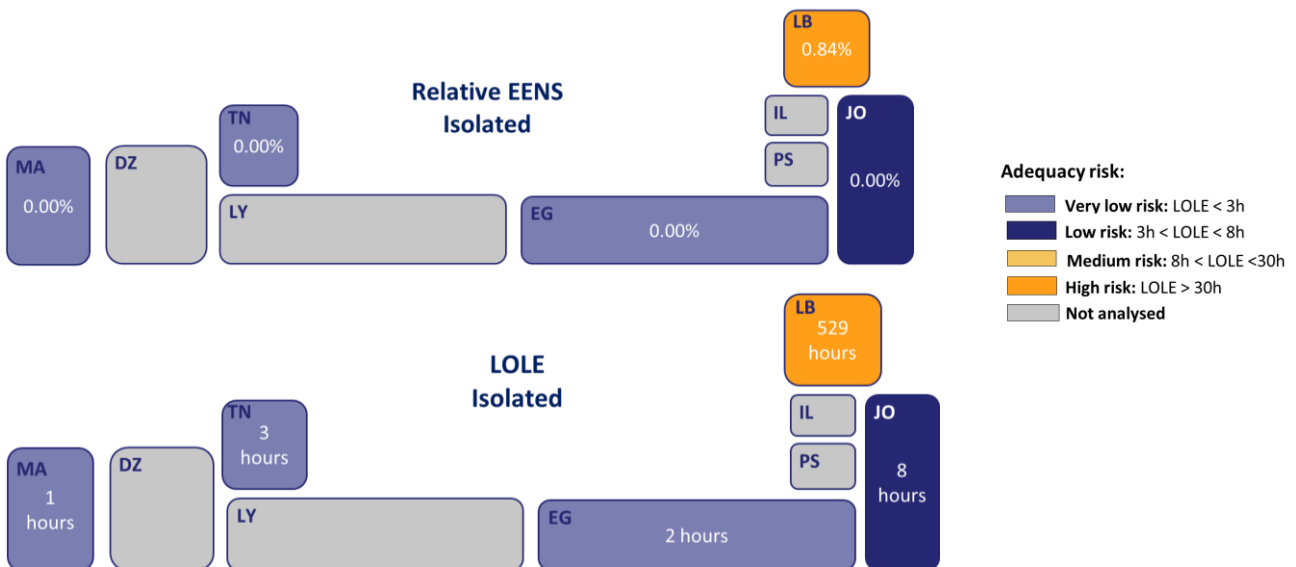 LB
0.84%
Relative EENS
Isolated
TN
0.00%
IL
JO
PS
0.00%
MA
0.00%
DZ
LY
EG
0.00%
Adequacy risk:
Very low risk: LOLE < 3h
Low risk: 3h < LOLE < 8h
Medium risk: 8h < LOLE <30h
High risk: LOLE > 30h
Not analysed
LB
529
hours
LOLE
Isolated
TN
3
hours
IL
JO
PS
8
hours
MA
1
hours
DZ
LY
EG
2 hours